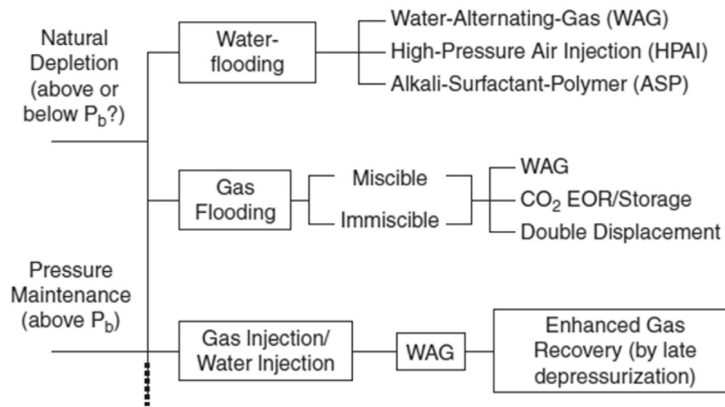 Natural
Depletion
(above or
below P_b?)
Water-
flooding
Water-Alternating-Gas (WAG)
High-Pressure Air Injection (HPAI)
Alkali-Surfactant-Polymer (ASP)
Gas
Flooding
Miscible
Immiscible
WAG
CO₂ EOR/Storage
Double Displacement
Pressure
Maintenance
(above P_b)
Gas Injection/
Water Injection
WAG
Enhanced Gas
Recovery (by late
depressurization)